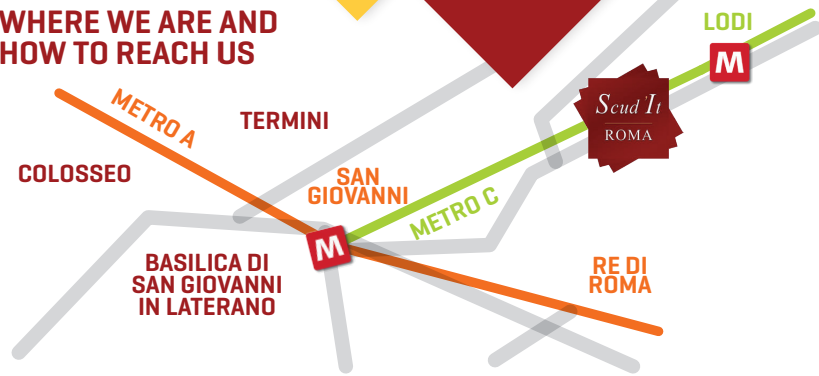 WHERE WE ARE AND
HOW TO REACH US
LODI
M
METRO A
TERMINI
Scud'It
ROMA
COLOSSEO
SAN
GIOVANNI
METRO C
M
BASILICA DI
SAN GIOVANNI
IN LATERANO
RE DI
ROMA